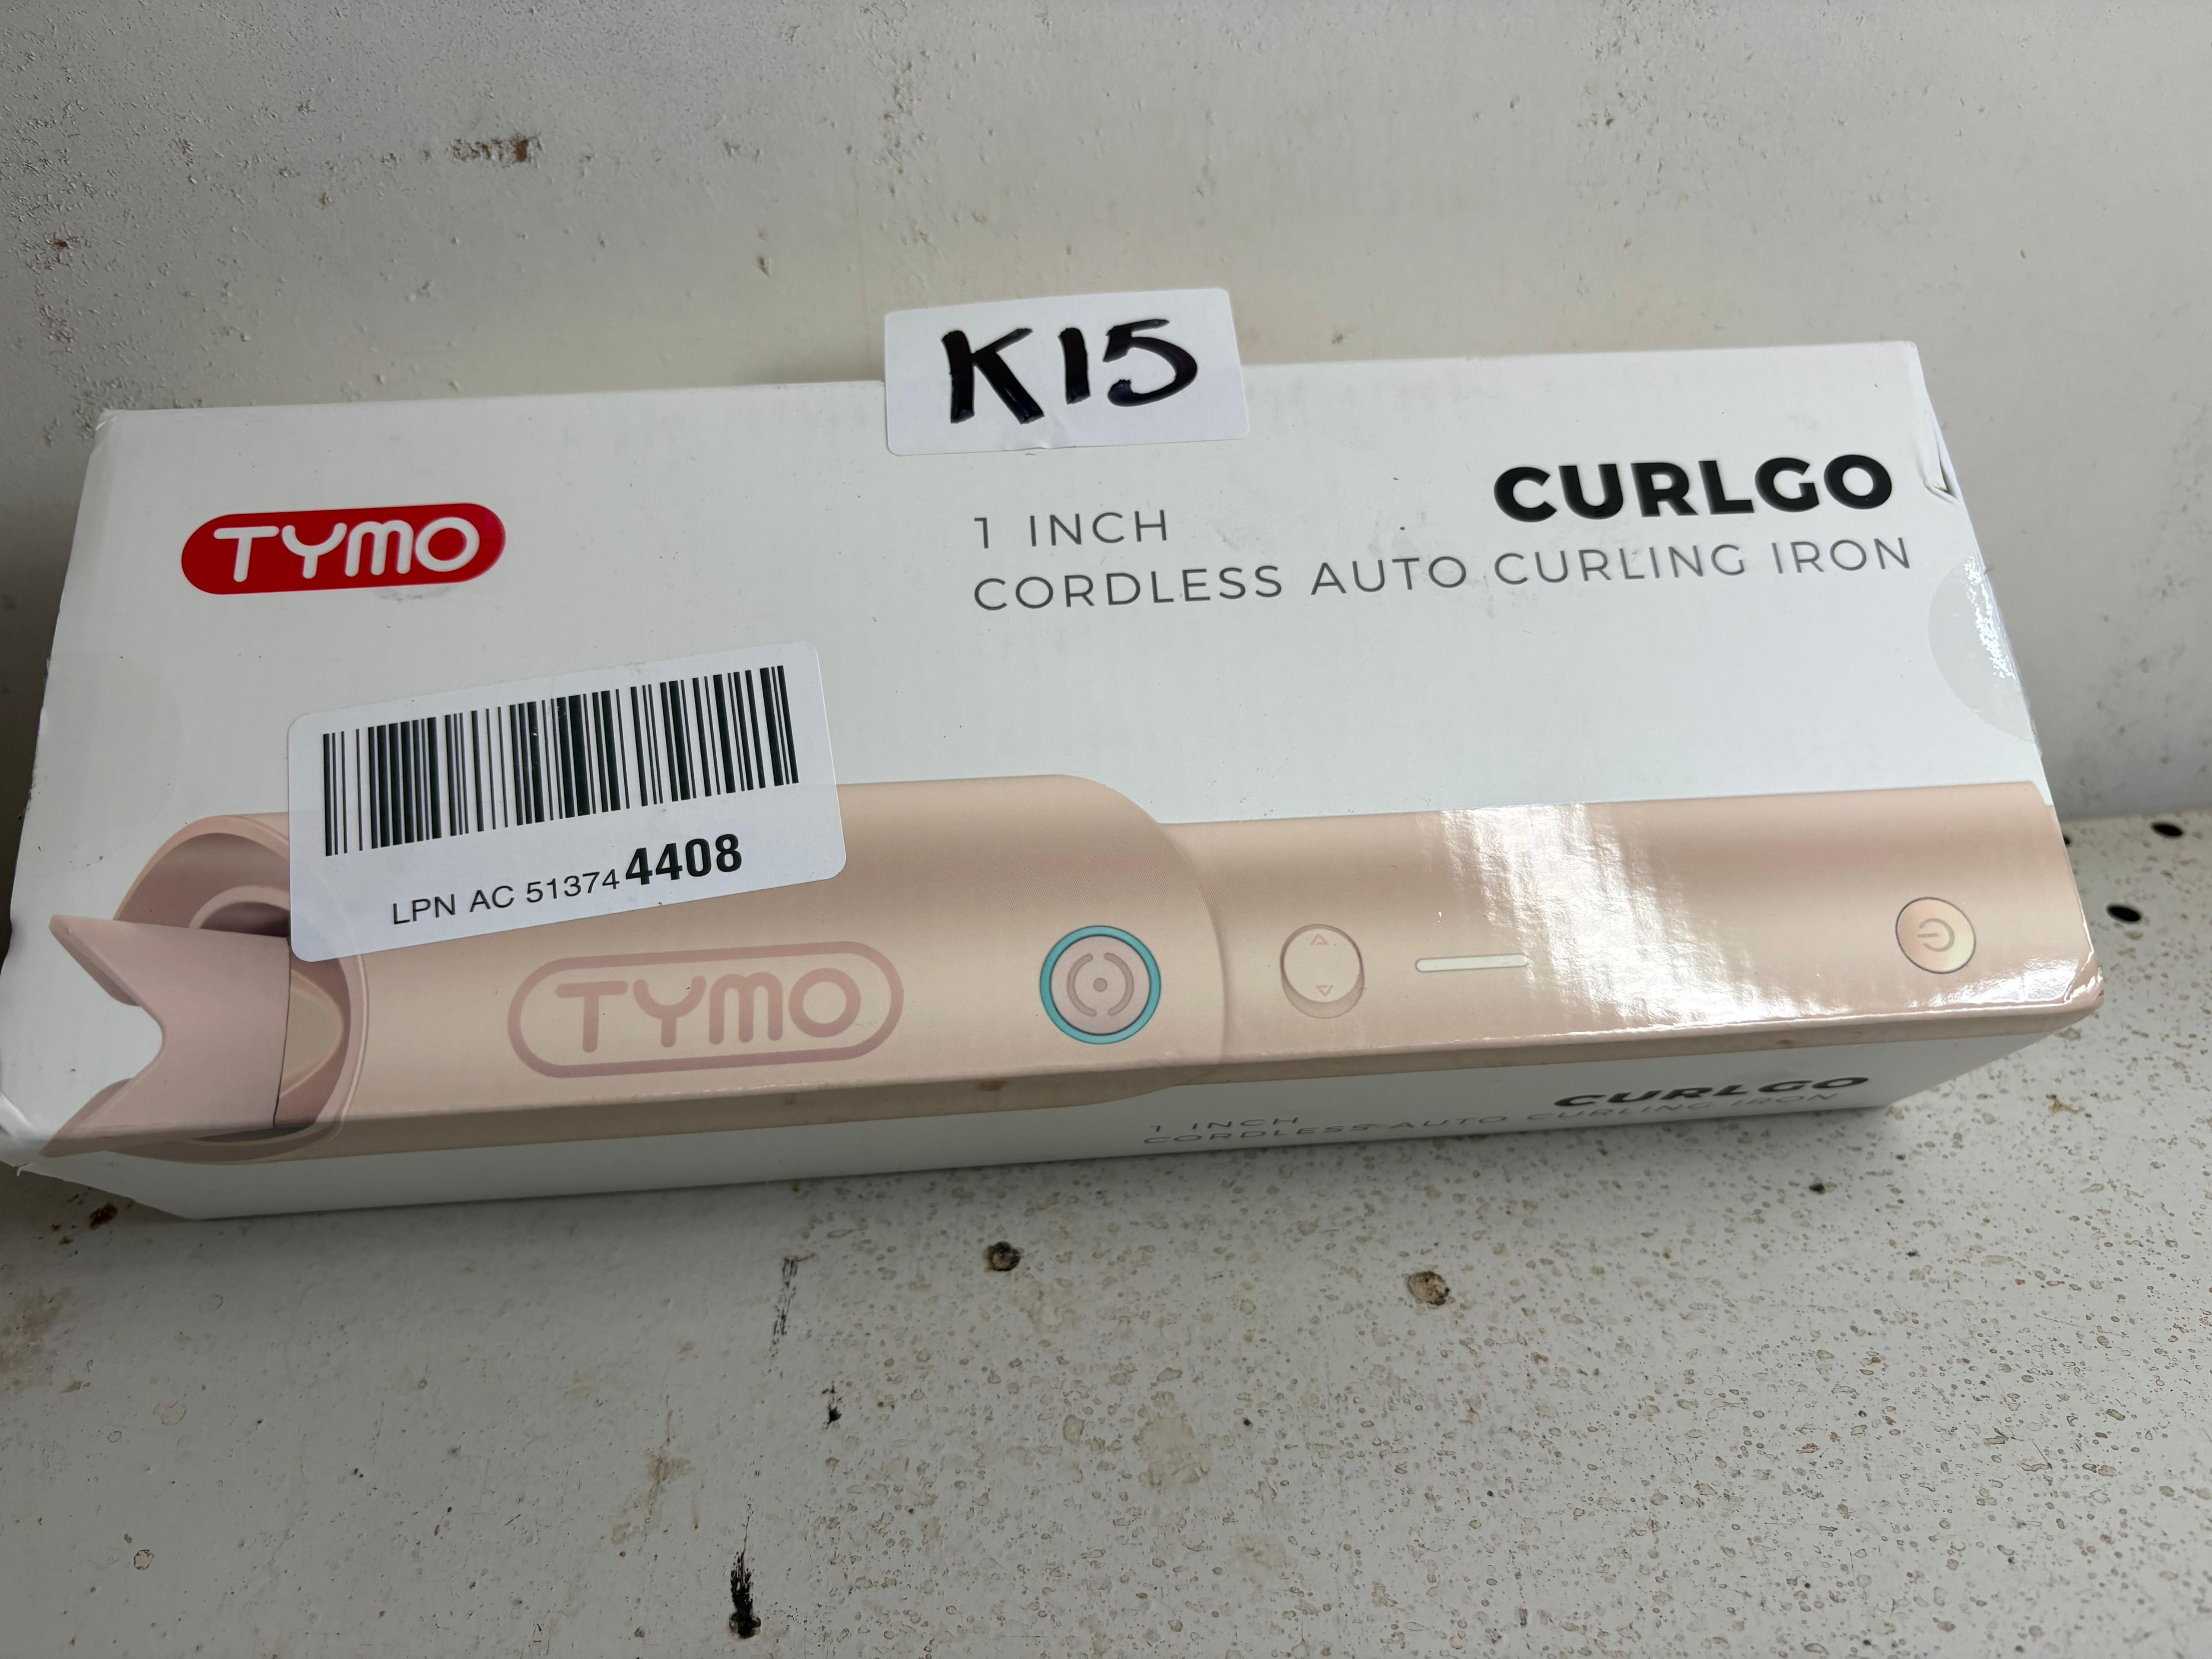 K15
TYMO
CURLGO
1 INCH
CORDLESS AUTO CURLING IRON
LPN AC 513744408
TYMO
CURLGO
1 INCH
CORDLESS AUTO CURLING IRON